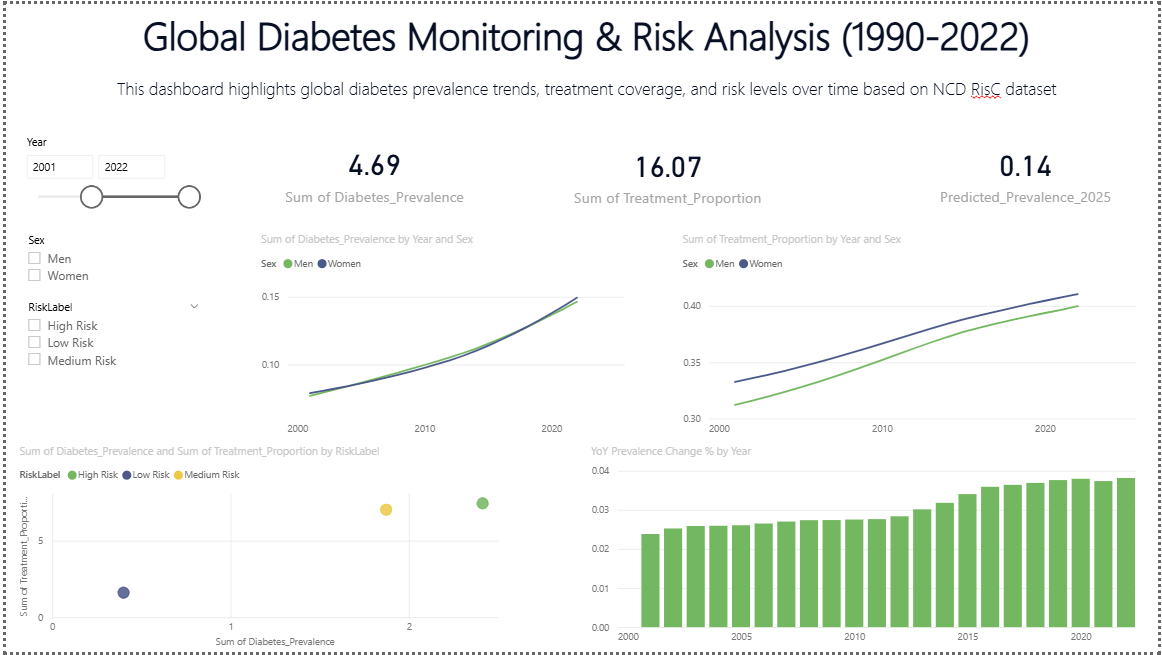 Global Diabetes Monitoring & Risk Analysis (1990-2022)
This dashboard highlights global diabetes prevalence trends, treatment coverage, and risk levels over time based on NCD RisC dataset
Year
2001 2022
4.69
Sum of Diabetes_Prevalence
16.07
Sum of Treatment_Proportion
0.14
Predicted_Prevalence_2025
Sex
Men
Women
RiskLabel
High Risk
Low Risk
Medium Risk
Sum of Diabetes_Prevalence by Year and Sex
Sex Men Women
0.15
0.10
2000 2010 2020
Sum of Treatment_Proportion by Year and Sex
Sex Men Women
0.40
0.35
0.30
2000 2010 2020
Sum of Diabetes_Prevalence and Sum of Treatment_Proportion by RiskLabel
RiskLabel High Risk Low Risk Medium Risk
Sum of Treatment_Proporti...
5
0
0 1 2
Sum of Diabetes_Prevalence
YoY Prevalence Change % by Year
0.04
0.03
0.02
0.01
0.00
2000 2005 2010 2015 2020